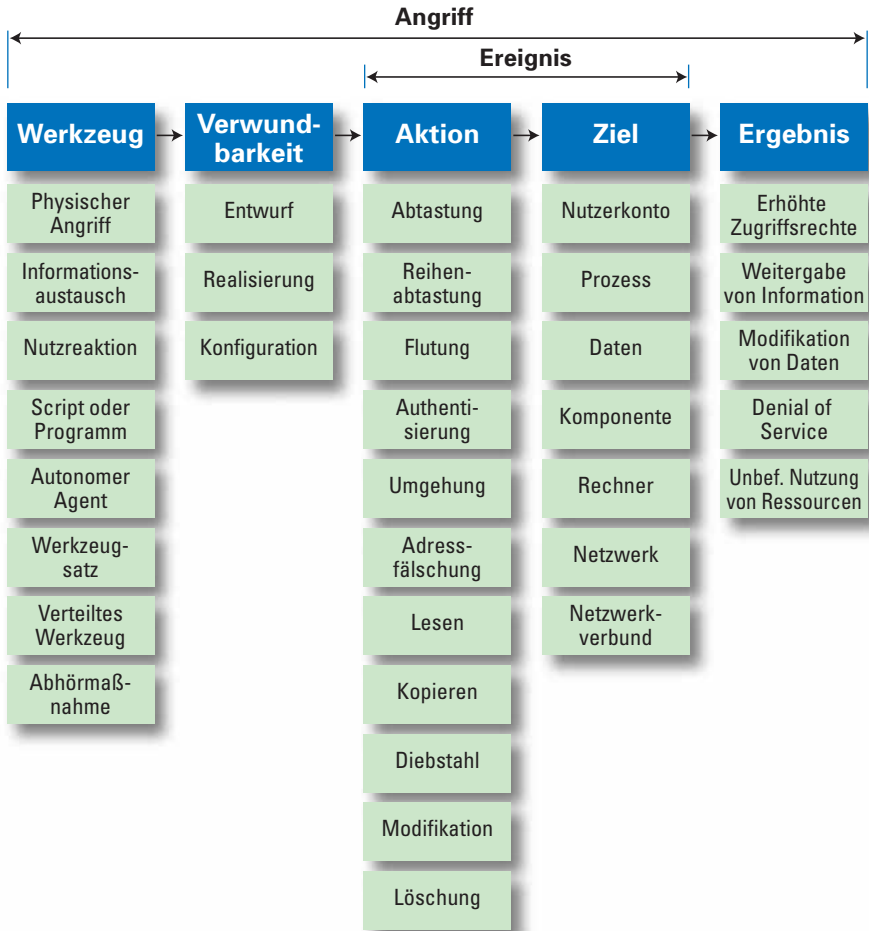 Angriff
Ereignis
Werkzeug
Verwund-
barkeit
Aktion
Ziel
Ergebnis
Physischer
Angriff
Informations-
austausch
Nutzreaktion
Script oder
Programm
Autonomer
Agent
Werkzeug-
satz
Verteiltes
Werkzeug
Abhörmaß-
nahme
Entwurf
Realisierung
Konfiguration
Abtastung
Reihen-
abtastung
Flutung
Authenti-
sierung
Umgehung
Adress-
fälschung
Lesen
Kopieren
Diebstahl
Modifikation
Löschung
Nutzerkonto
Prozess
Daten
Komponente
Rechner
Netzwerk
Netzwerk-
verbund
Erhöhte
Zugriffsrechte
Weitergabe
von Information
Modifikation
von Daten
Denial of
Service
Unbef. Nutzung
von Ressourcen